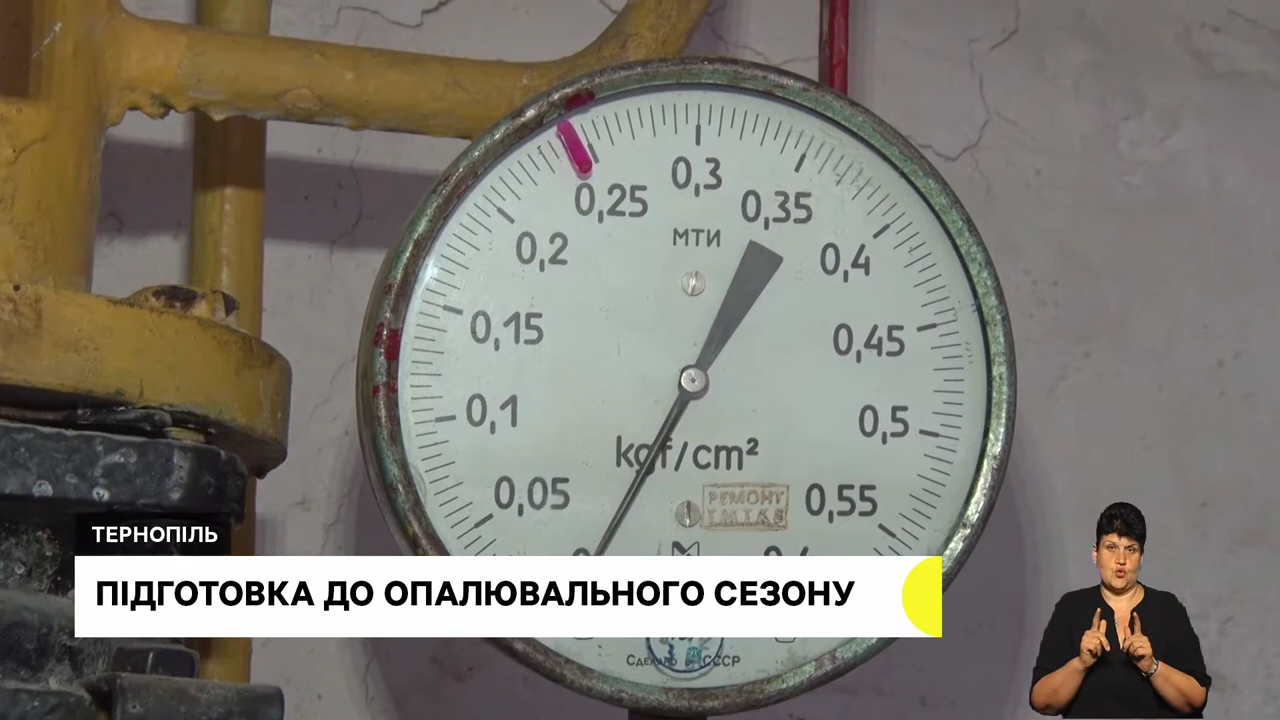 0,3
0,25
0,35
МТИ
0,2
0,4
0,15
0,45
0,1
0,5
kgf/cm²
0,05
0,55
РЕМОНТ
ТЕРНОПІЛЬ
ПІДГОТОВКА ДО ОПАЛЮВАЛЬНОГО СЕЗОНУ
СДЕЛАНО В СССР